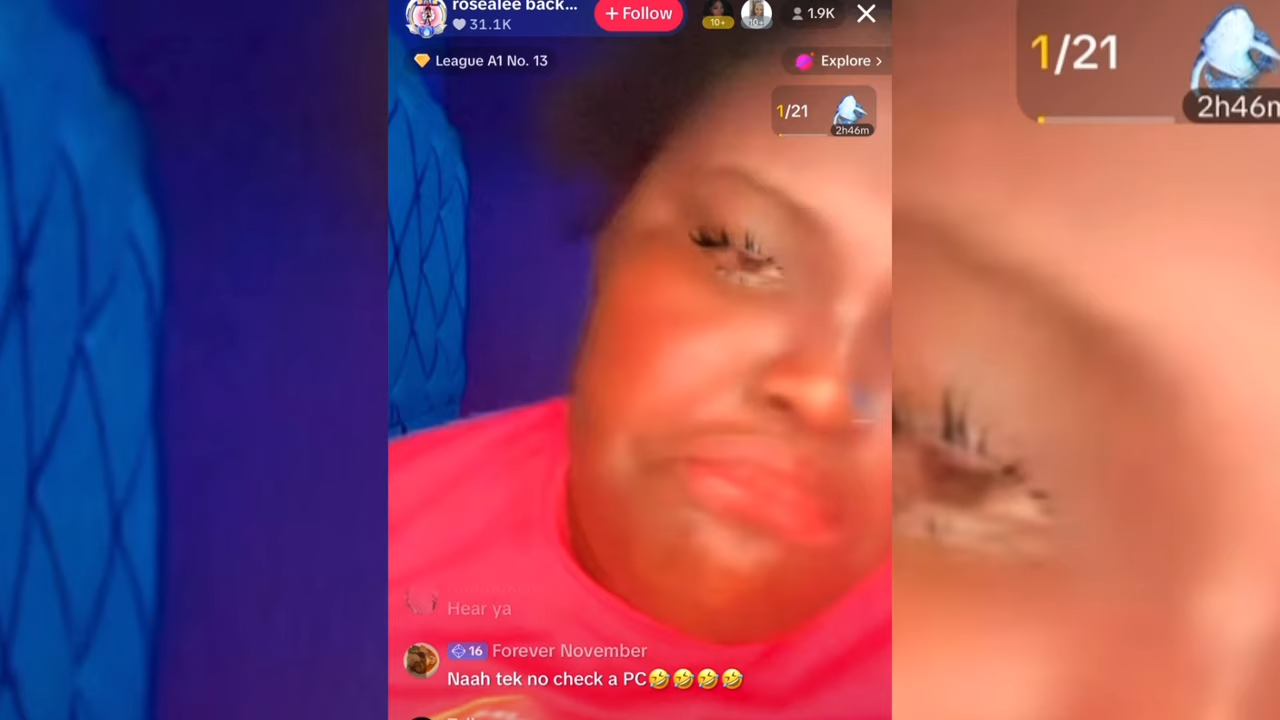 rosealee back...
31.1K
+ Follow
10+
10+
1.9K
League A1 No. 13
Explore >
1/21
2h46m
1/21
2h46m
Hear ya
16 Forever November
Naah tek no check a PC🤣🤣🤣🤣